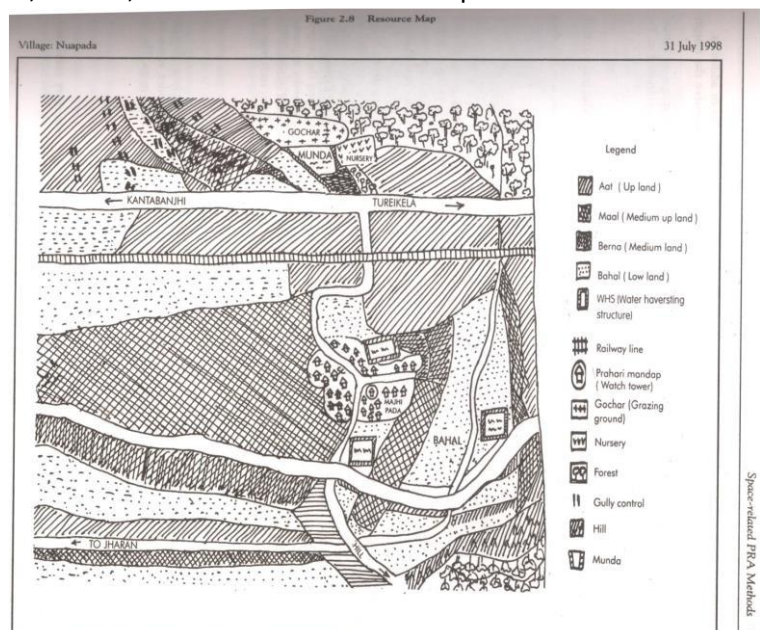 Figure 2.8 Resource Map
Village: Nuapada 31 July 1998
GOCHAR
MUNDA
NURSERY
KANTABANJHI
TUREIKELA
MAJHI
PADA
BAHAL
TO JHARAN
HILL
Legend
Aat ( Up land )
Maal ( Medium up land )
Berna ( Medium land )
Bahal ( Low land )
WHS (Water haversting
structure)
Railway line
Prahari mandap
( Watch tower)
Gochar (Grazing
ground)
Nursery
Forest
Gully control
Hill
Munda
Space-related PRA Methods